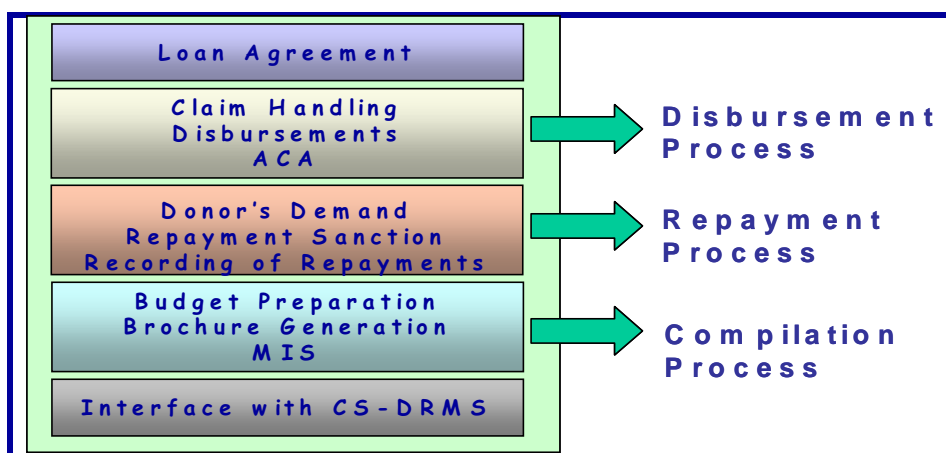 Loan Agreement
Claim Handling
Disbursements
ACA
Disbursement
Process
Donor's Demand
Repayment Sanction
Recording of Repayments
Repayment
Process
Budget Preparation
Brochure Generation
MIS
Compilation
Process
Interface with CS-DRMS